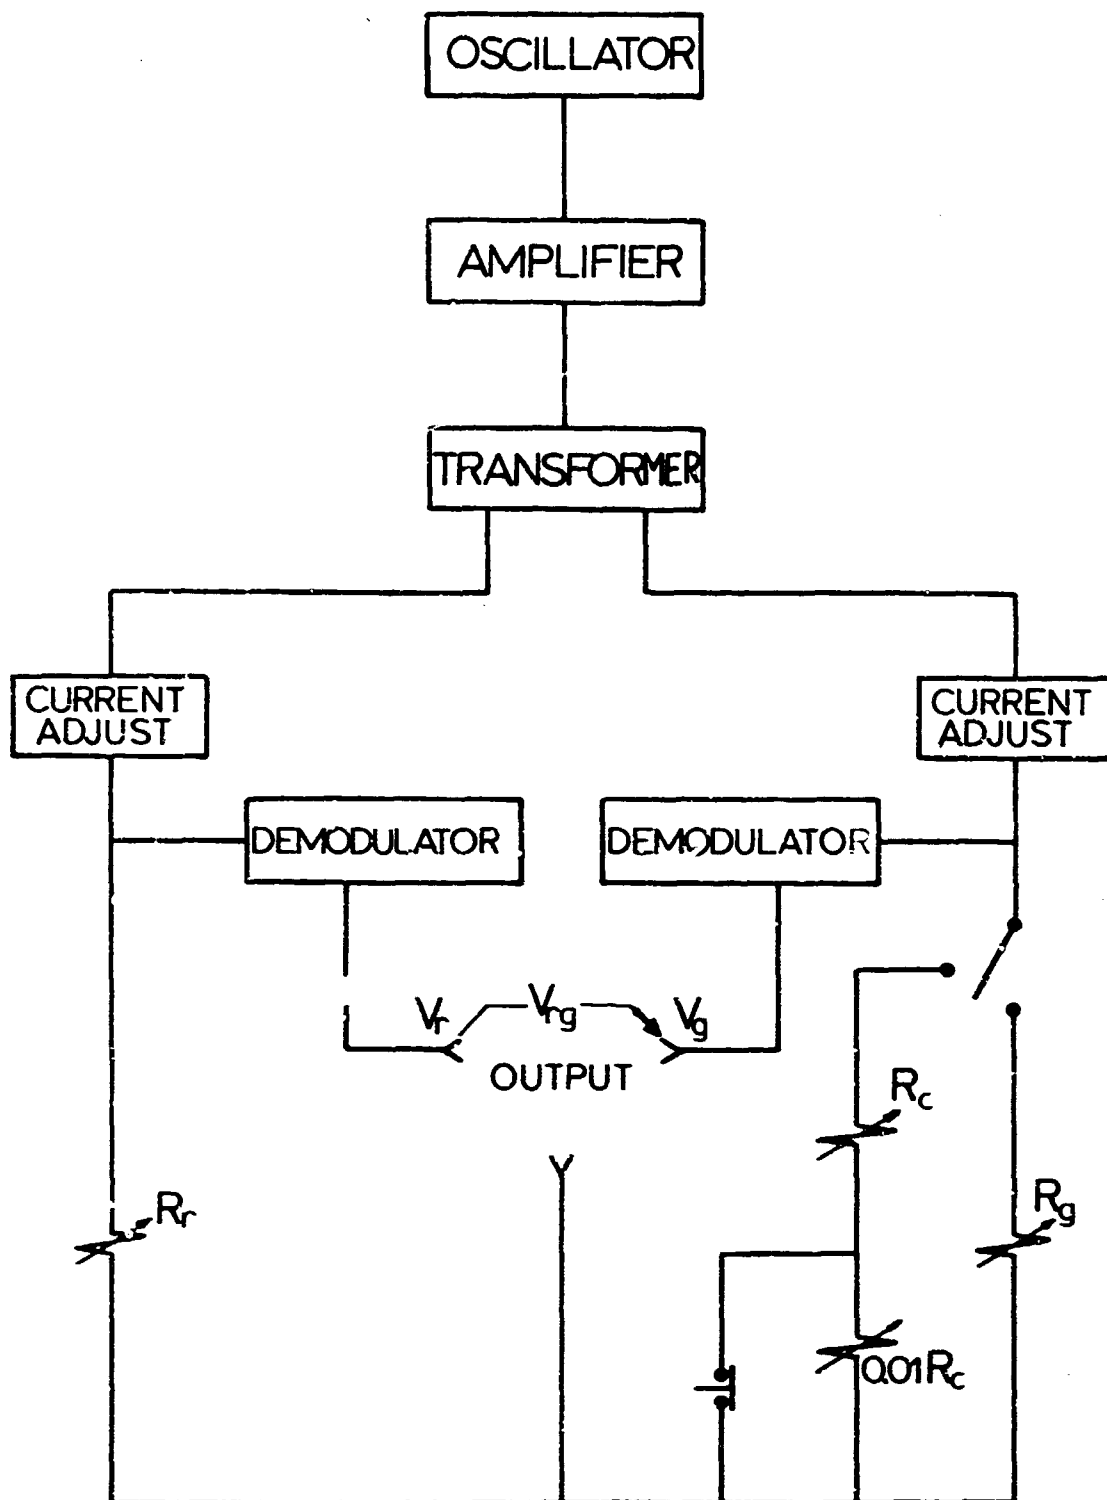 OSCILLATOR
AMPLIFIER
TRANSFORMER
CURRENT
ADJUST
CURRENT
ADJUST
DEMODULATOR
DEMODULATOR
Vr
Vrg
Vg
OUTPUT
Rc
Rr
Rg
0.01Rc